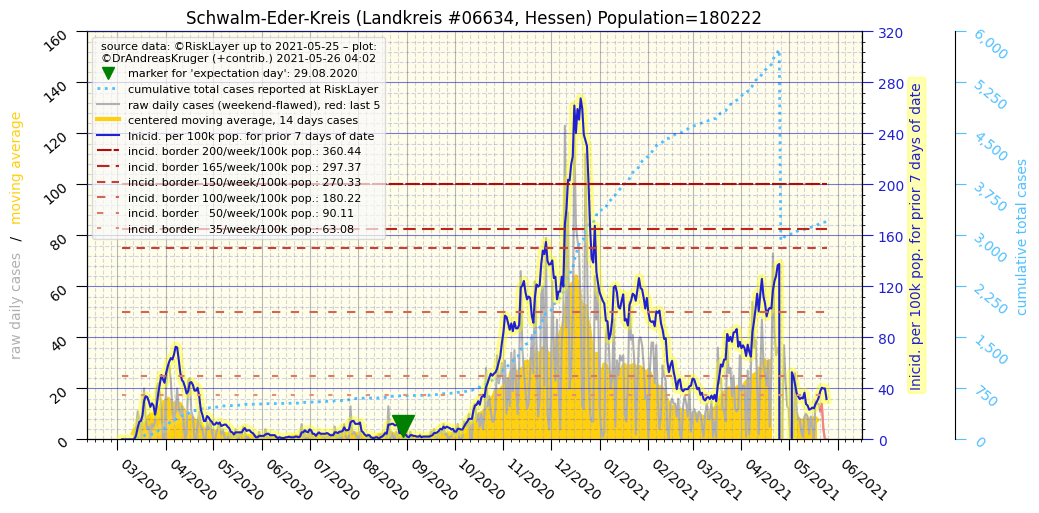 Schwalm-Eder-Kreis (Landkreis #06634, Hessen) Population=180222
source data: ©RiskLayer up to 2021-05-25 – plot:
©DrAndreasKruger (+contrib.) 2021-05-26 04:02
marker for 'expectation day': 29.08.2020
cumulative total cases reported at RiskLayer
raw daily cases (weekend-flawed), red: last 5
centered moving average, 14 days cases
Inicid. per 100k pop. for prior 7 days of date
incid. border 200/week/100k pop.: 360.44
incid. border 165/week/100k pop.: 297.37
incid. border 150/week/100k pop.: 270.33
incid. border 100/week/100k pop.: 180.22
incid. border 50/week/100k pop.: 90.11
incid. border 35/week/100k pop.: 63.08
raw daily cases / moving average
160
140
120
100
80
60
40
20
0
03/2020
04/2020
05/2020
06/2020
07/2020
08/2020
09/2020
10/2020
11/2020
12/2020
01/2021
02/2021
03/2021
04/2021
05/2021
06/2021
320
280
240
200
160
120
80
40
0
Inicid. per 100k pop. for prior 7 days of date
6,000
5,250
4,500
3,750
3,000
2,250
1,500
750
0
cumulative total cases